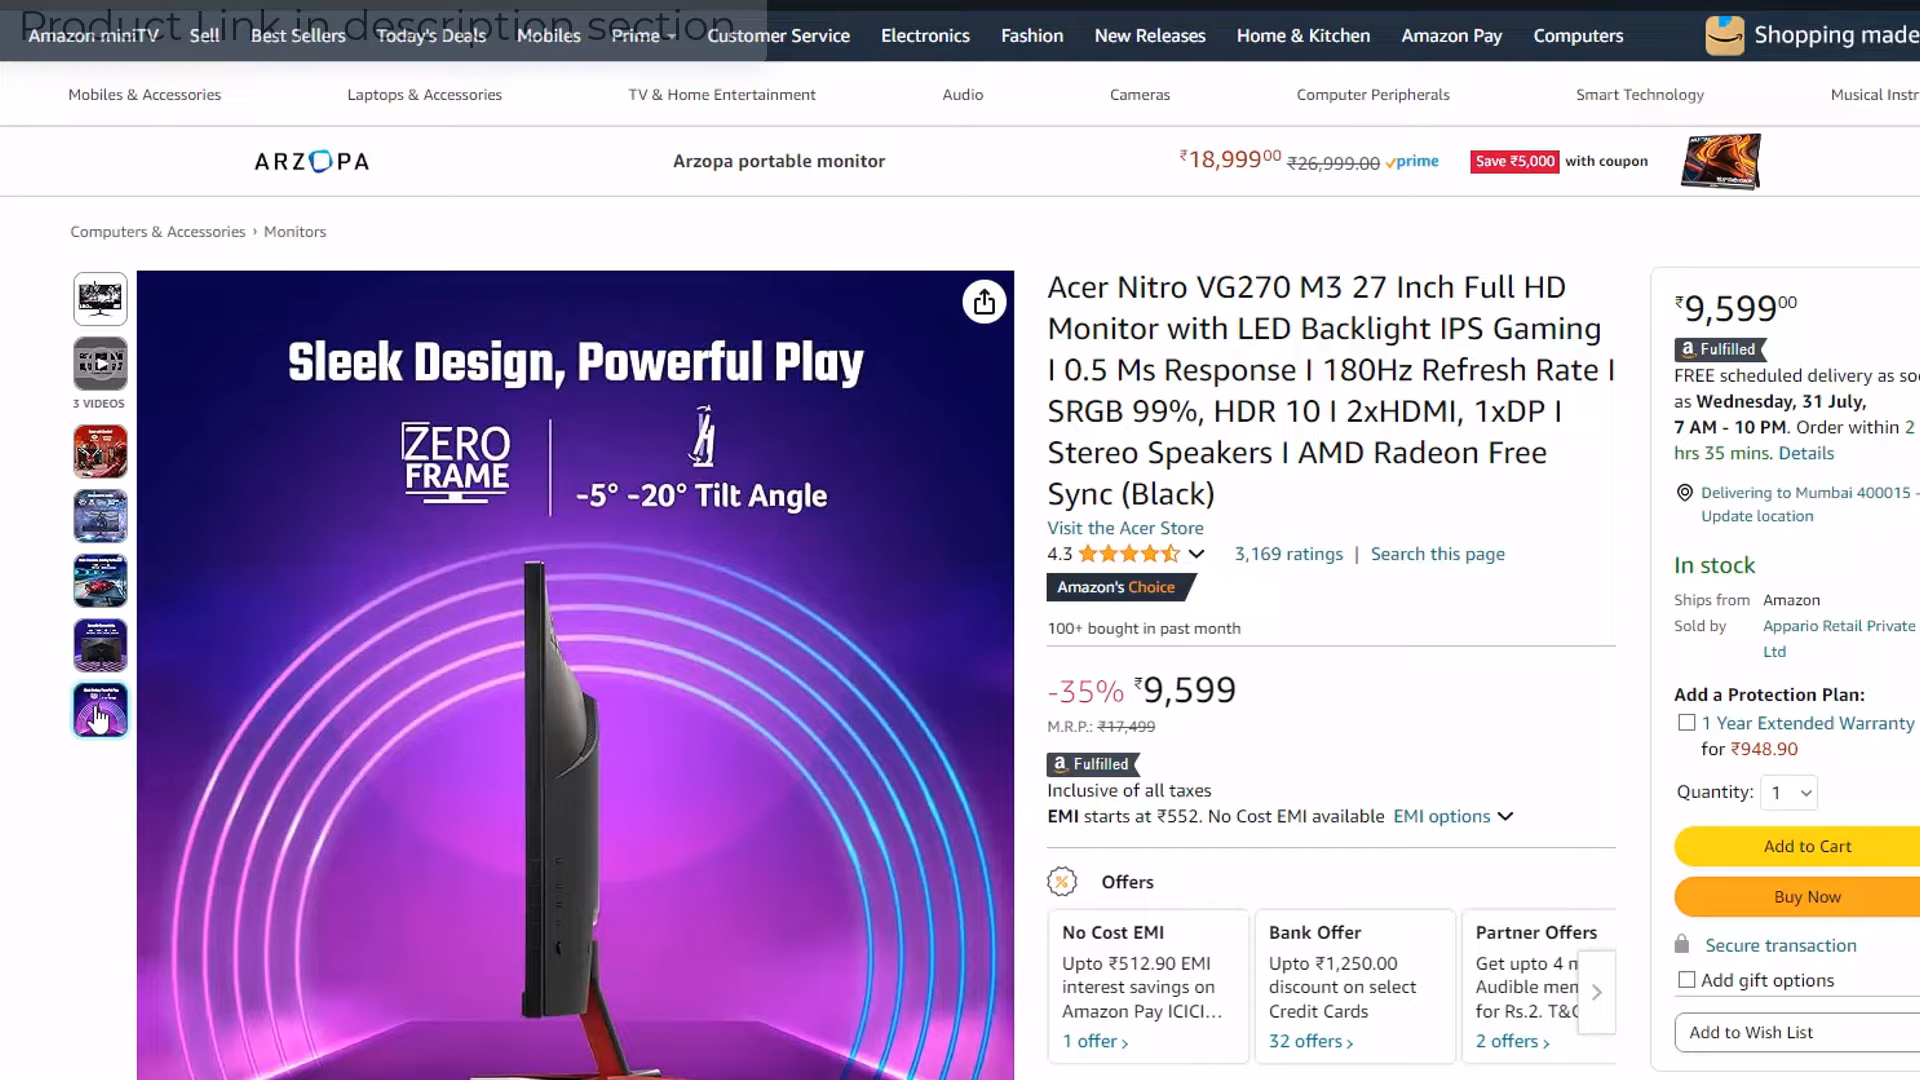 Product Link in description section
Amazon miniTV Sell Best Sellers Today's Deals Mobiles Prime Customer Service Electronics Fashion New Releases Home & Kitchen Amazon Pay Computers Shopping made
Mobiles & Accessories Laptops & Accessories TV & Home Entertainment Audio Cameras Computer Peripherals Smart Technology Musical Instr
ARZOPA Arzopa portable monitor ₹18,99900 ₹26,999.00 prime Save ₹5,000 with coupon
Computers & Accessories › Monitors
3 VIDEOS
Sleek Design, Powerful Play
ZERO
FRAME
-5° -20° Tilt Angle
Acer Nitro VG270 M3 27 Inch Full HD
Monitor with LED Backlight IPS Gaming
I 0.5 Ms Response I 180Hz Refresh Rate I
SRGB 99%, HDR 10 I 2xHDMI, 1xDP I
Stereo Speakers I AMD Radeon Free
Sync (Black)
Visit the Acer Store
4.3 3,169 ratings | Search this page
Amazon's Choice
100+ bought in past month
-35% ₹9,599
M.R.P.: ₹17,499
a Fulfilled
Inclusive of all taxes
EMI starts at ₹552. No Cost EMI available EMI options
Offers
No Cost EMI
Upto ₹512.90 EMI
interest savings on
Amazon Pay ICICI…
1 offer ›
Bank Offer
Upto ₹1,250.00
discount on select
Credit Cards
32 offers ›
Partner Offers
Get upto 4 m
Audible mem
for Rs.2. T&C
2 offers ›
₹9,59900
a Fulfilled
FREE scheduled delivery as soo
as Wednesday, 31 July,
7 AM - 10 PM. Order within 2
hrs 35 mins. Details
Delivering to Mumbai 400015 -
Update location
In stock
Ships from Amazon
Sold by Appario Retail Private
Ltd
Add a Protection Plan:
1 Year Extended Warranty
for ₹948.90
Quantity: 1
Add to Cart
Buy Now
Secure transaction
Add gift options
Add to Wish List